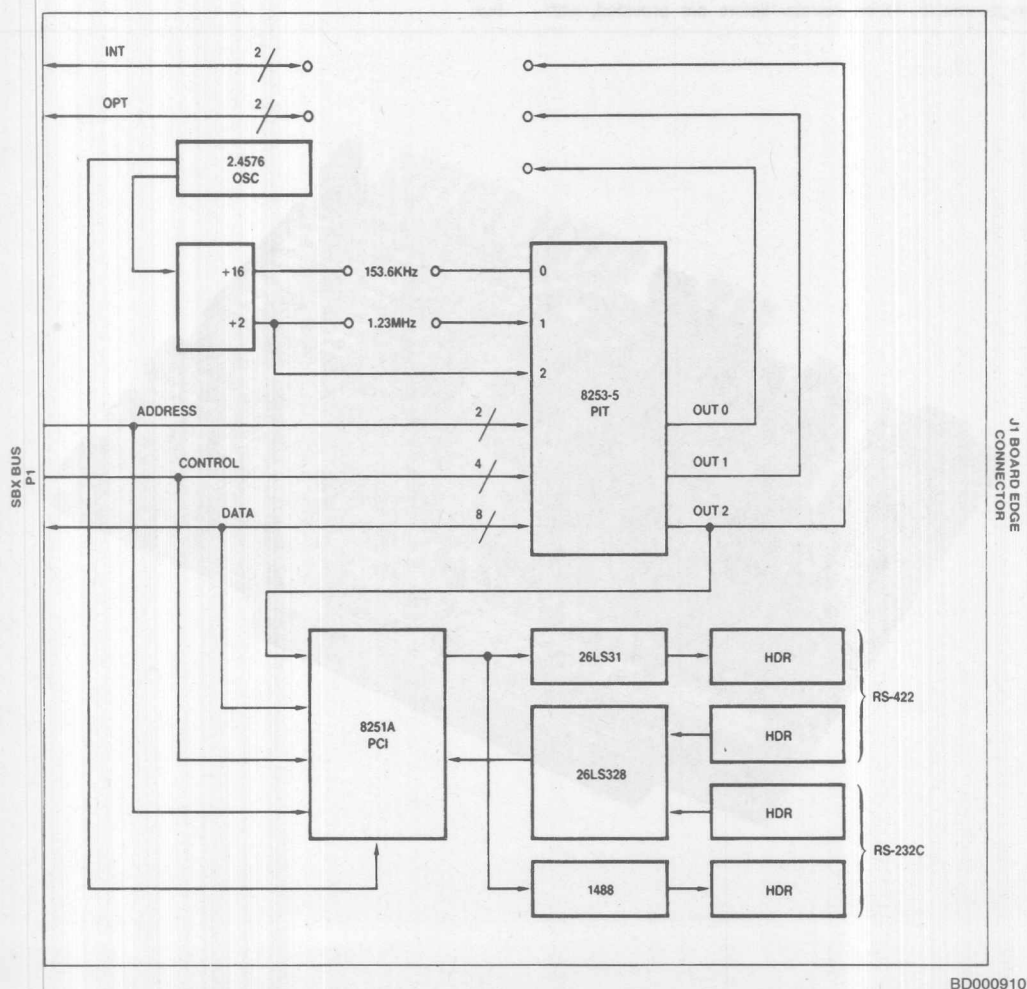 INT
2
OPT
2
2.4576
OSC
+16
153.6KHz
0
+2
1.23MHz
1
2
8253-5
PIT
ADDRESS
2
OUT 0
CONTROL
4
OUT 1
DATA
8
OUT 2
SBX BUS
P1
J1 BOARD EDGE
CONNECTOR
8251A
PCI
26LS31
HDR
RS-422
26LS328
HDR
HDR
RS-232C
1488
HDR
BD000910